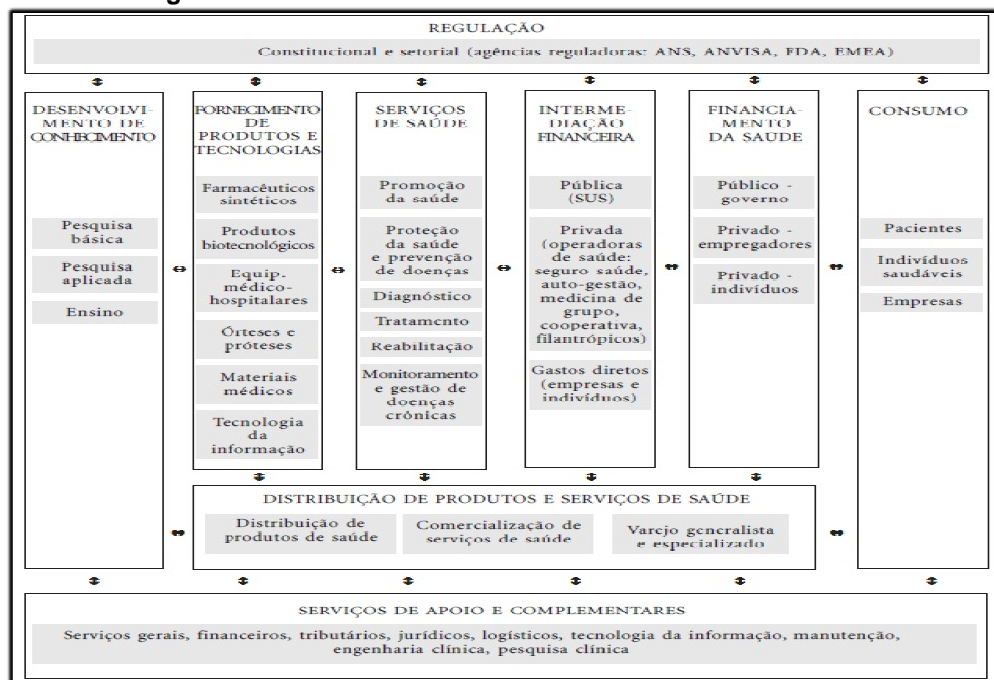 REGULAÇÃO
Constitucional e setorial (agências reguladoras: ANS, ANVISA, FDA, EMEA)
DESENVOLVI-
MENTO DE
CONHECIMENTO
Pesquisa
básica
Pesquisa
aplicada
Ensino
FORNECIMENTO
DE
PRODUTOS E
TECNOLOGIAS
Farmacêuticos
sintéticos
Produtos
biotecnológicos
Equip.
médico-
hospitalares
Órteses e
próteses
Materiais
médicos
Tecnologia
da
informação
SERVIÇOS
DE SAÚDE
Promoção
da saúde
Proteção
da saúde
e prevenção
de doenças
Diagnóstico
Tratamento
Reabilitação
Monitoramento
e gestão de
doenças
crônicas
INTERME-
DIAÇÃO
FINANCEIRA
Pública
(SUS)
Privada
(operadoras
de saúde:
seguro saúde,
auto-gestão,
medicina de
grupo,
cooperativa,
filantrópicos)
Gastos diretos
(empresas e
indivíduos)
FINANCIA-
MENTO
DA SAÚDE
Público -
governo
Privado -
empregadores
Privado -
indivíduos
CONSUMO
Pacientes
Indivíduos
saudáveis
Empresas
DISTRIBUIÇÃO DE PRODUTOS E SERVIÇOS DE SAÚDE
Distribuição de
produtos de saúde
Comercialização de
serviços de saúde
Varejo generalista
e especializado
SERVIÇOS DE APOIO E COMPLEMENTARES
Serviços gerais, financeiros, tributários, jurídicos, logísticos, tecnologia da informação, manutenção,
engenharia clínica, pesquisa clínica